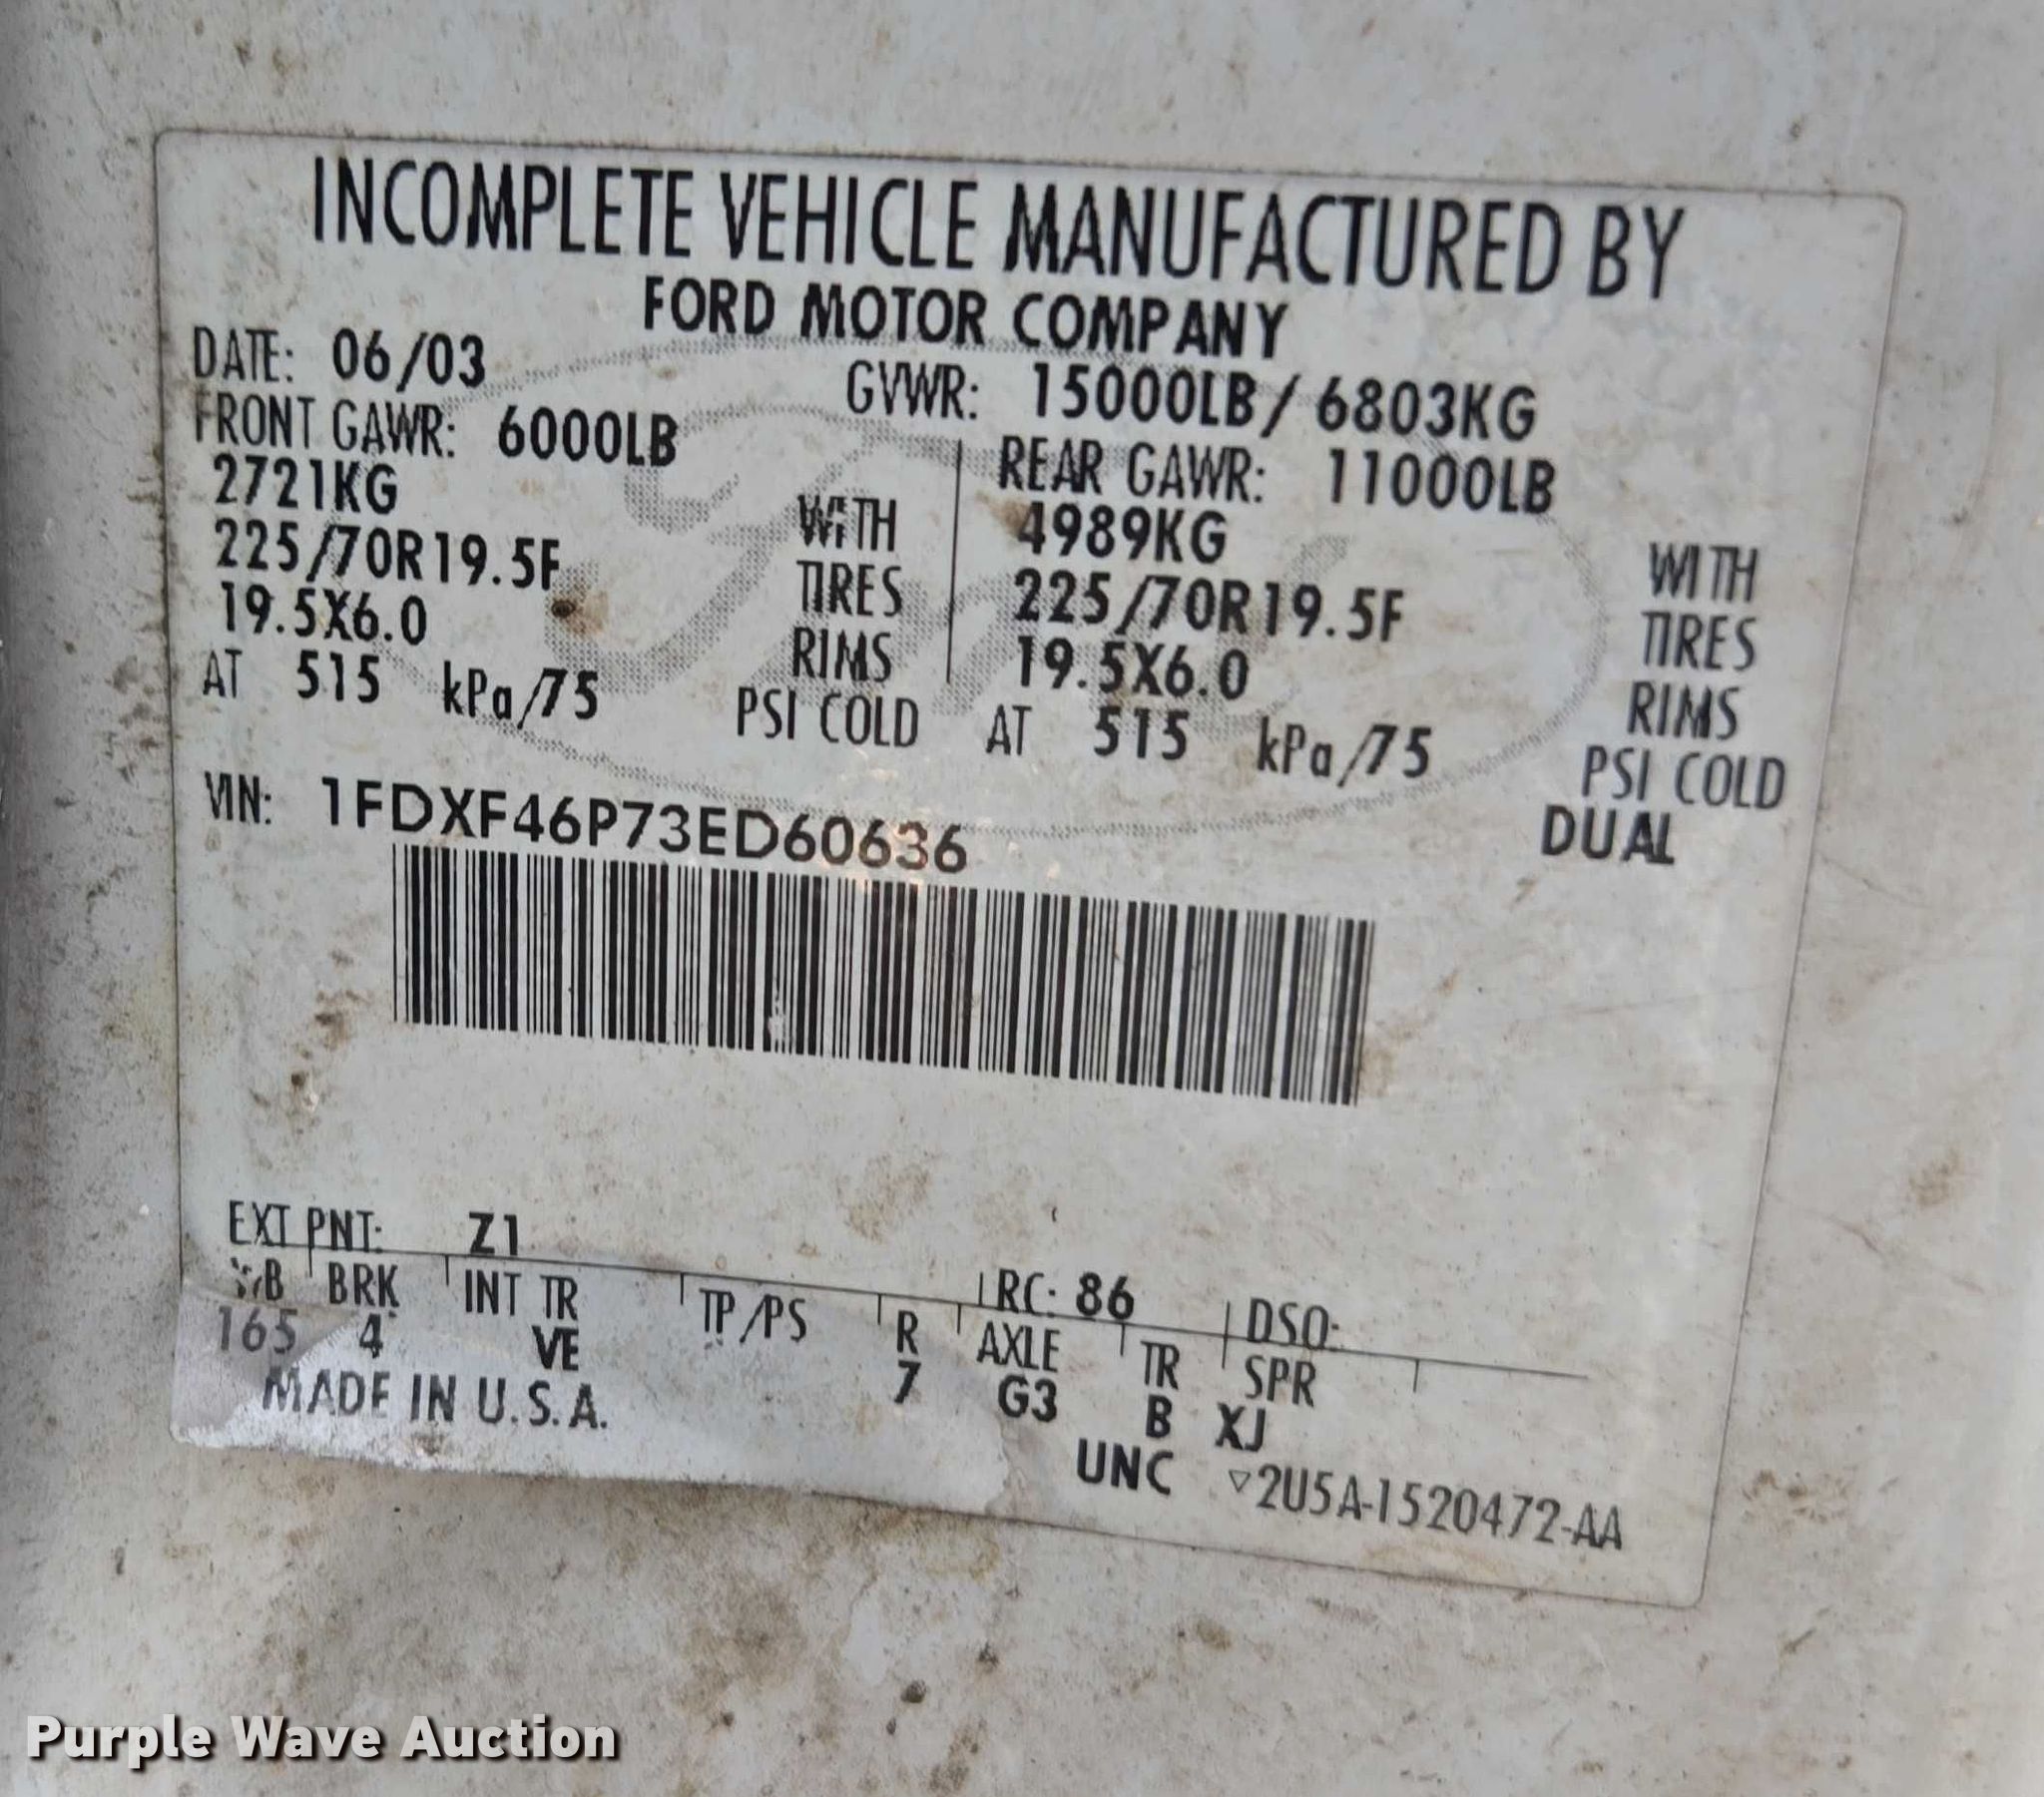 INCOMPLETE VEHICLE MANUFACTURED BY
FORD MOTOR COMPANY
DATE: 06/03 GVWR: 15000LB/ 6803KG
FRONT GAWR: 6000LB REAR GAWR: 11000LB
2721KG WITH 4989KG WITH
225/70R19.5F TIRES 225/70R19.5F TIRES
19.5X6.0 RIMS 19.5X6.0 RIMS
AT 515 kPa/75 PSI COLD AT 515 kPa/75 PSI COLD
DUAL
VIN: 1FDXF46P73ED60636
EXT PNT: Z1 RC: 86 DSO:
WB BRK INT TR TP/PS R AXLE TR SPR
165 4 VE 7 G3 B XJ
MADE IN U.S.A.
UNC ▽2U5A-1520472-AA
Purple Wave Auction